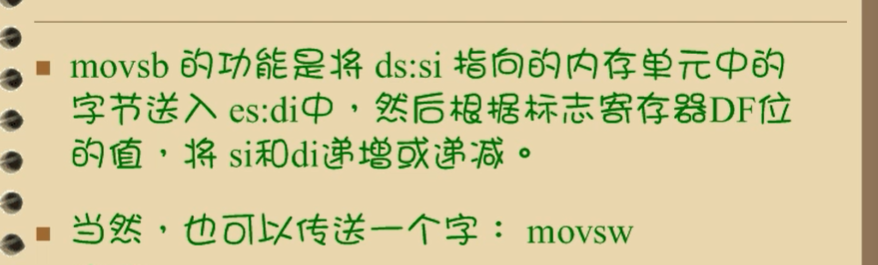 movsb 的功能是将 ds:si 指向的内存单元中的
字节送入 es:di中，然后根据标志寄存器DF位
的值，将 si和di递增或递减。
当然，也可以传送一个字： movsw